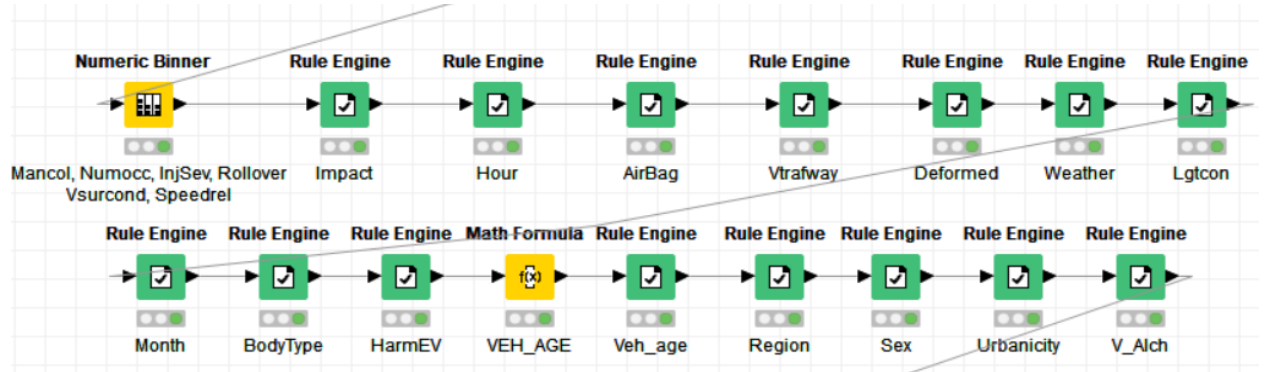 Numeric Binner Rule Engine Rule Engine Rule Engine Rule Engine Rule Engine Rule Engine Rule Engine
Mancol, Numocc, InjSev, Rollover Impact Hour AirBag Vtrafway Deformed Weather Lgtcon
Vsurcond, Speedrel
Rule Engine Rule Engine Rule Engine Math Formula Rule Engine Rule Engine Rule Engine Rule Engine Rule Engine
f(x)
Month BodyType HarmEV VEH_AGE Veh_age Region Sex Urbanicity V_Alch